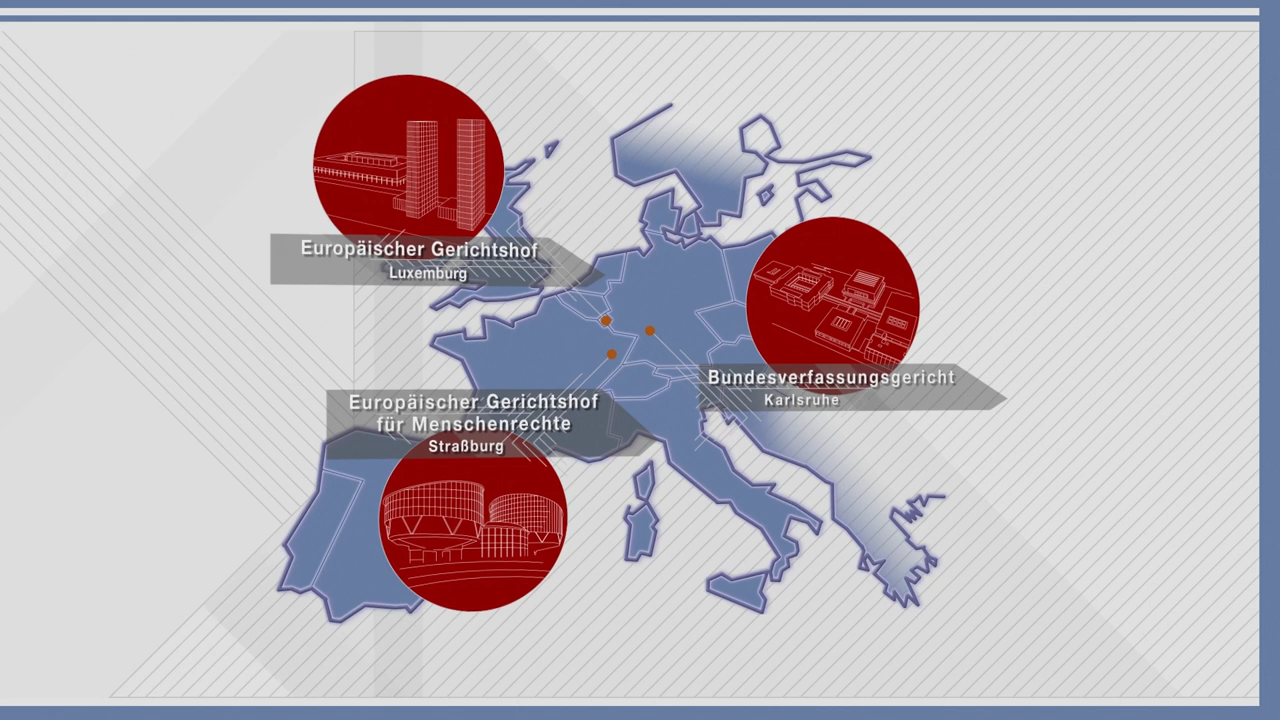 Europäischer Gerichtshof
Luxemburg
Bundesverfassungsgericht
Karlsruhe
Europäischer Gerichtshof
für Menschenrechte
Straßburg